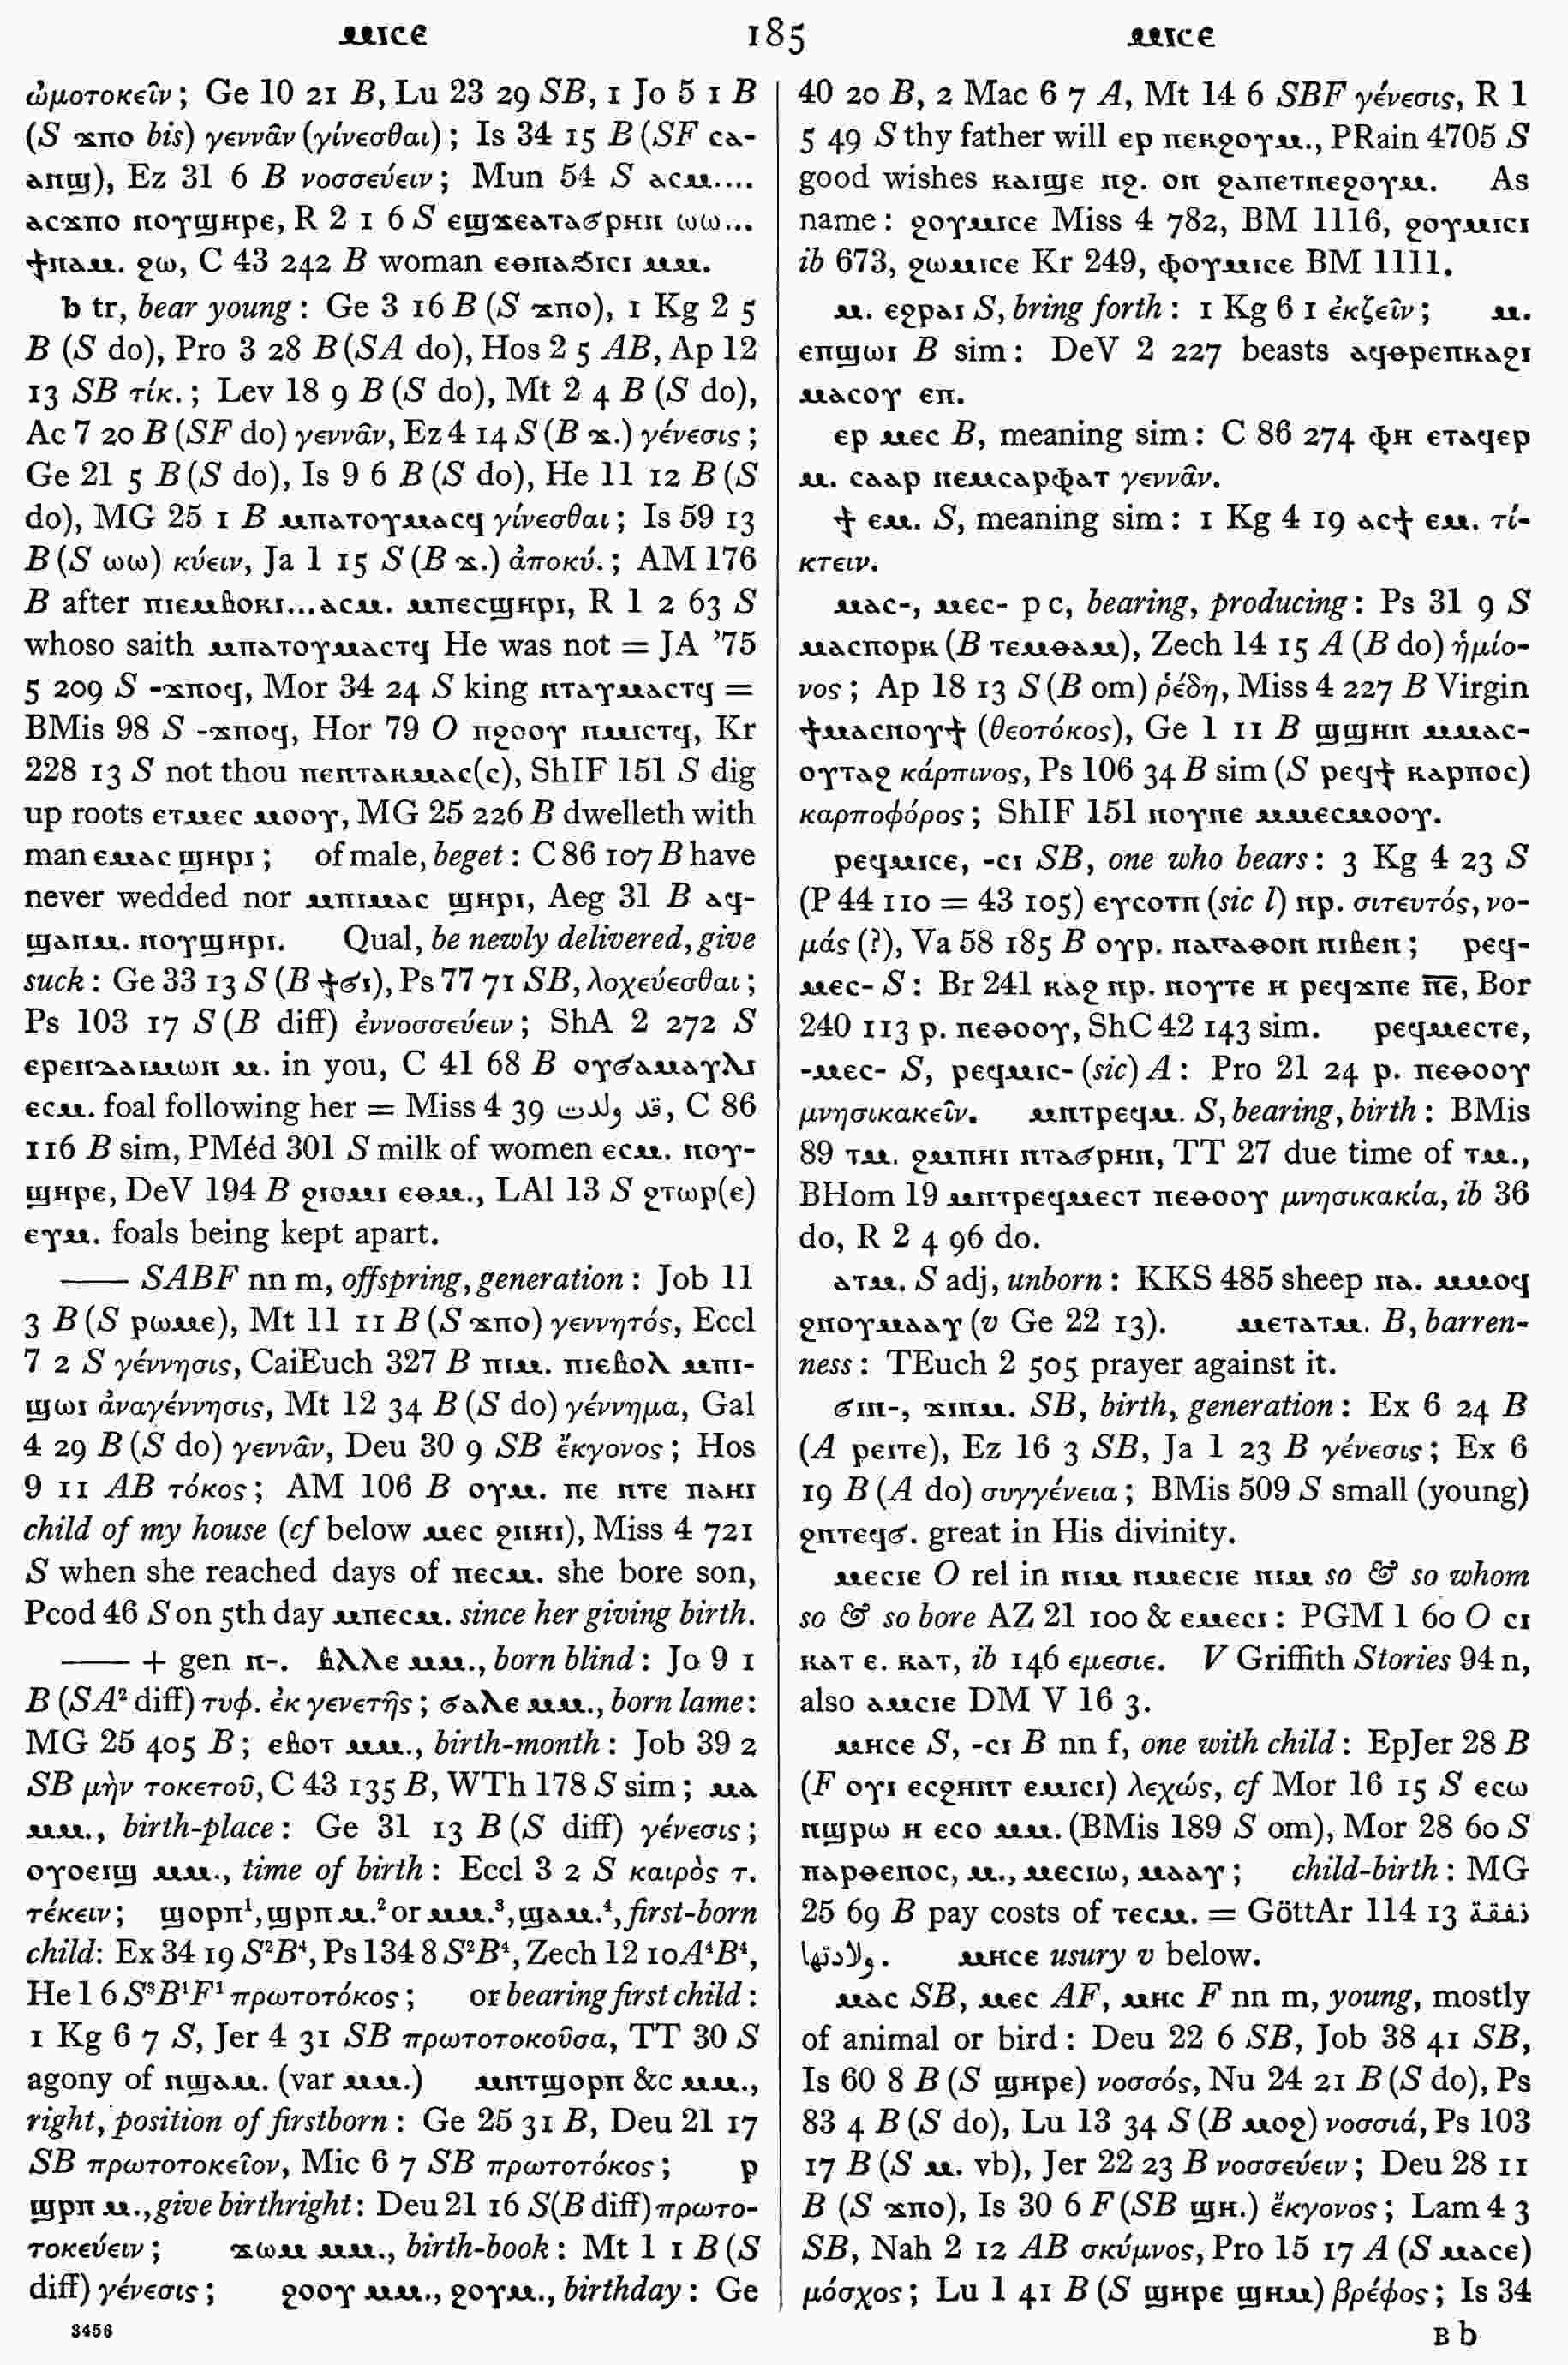 ⲙⲓⲥⲉ 185 ⲙⲓⲥⲉ
ὠμοτοκεῖν; Ge 10 21 B, Lu 23 29 SB, 1 Jo 5 1 B
(S ϫⲡⲟ bis) γεννᾶν (γίνεσθαι); Is 34 15 B (SF ⲥⲁ-
ⲁⲛϣ), Ez 31 6 B νοσσεύειν; Mun 54 S ⲁⲥⲙ....
ⲁⲥϫⲡⲟ ⲛⲟⲩϣⲏⲣⲉ, R 2 1 6 S ⲉϣϫⲉⲁⲧⲁϭⲣⲏⲛ ⲱⲱ...
ϯⲛⲁⲙ. ϩⲱ, C 43 242 B woman ⲉⲑⲛⲁϭⲓⲥⲓ ⲙⲙ.
b tr, bear young: Ge 3 16 B (S ϫⲡⲟ), 1 Kg 2 5
B (S do), Pro 3 28 B (SA do), Hos 2 5 AB, Ap 12
13 SB τίκ.; Lev 18 9 B (S do), Mt 2 4 B (S do),
Ac 7 20 B (SF do) γεννᾶν, Ez 4 14 S (B ϫ.) γένεσις;
Ge 21 5 B (S do), Is 9 6 B (S do), He 11 12 B (S
do), MG 25 1 B ⲙⲡⲁⲧⲟⲩⲙⲁⲥϥ γίνεσθαι; Is 59 13
B (S ⲱⲱ) κύειν, Ja 1 15 S (B ϫ.) ἀποκύ.; AM 176
B after ⲡⲓⲉⲙⲃⲟⲕⲓ...ⲁⲥⲙ. ⲙⲡⲉⲥϣⲏⲣⲓ, R 1 2 63 S
whoso saith ⲙⲡⲁⲧⲟⲩⲙⲁⲥⲧϥ He was not = JA ’75
5 209 S -ϫⲡⲟϥ, Mor 34 24 S king ⲛⲧⲁⲩⲙⲁⲥⲧϥ =
BMis 98 S -ϫⲡⲟϥ, Hor 79 O ⲡϩⲟⲟⲩ ⲛⲙⲓⲥⲧϥ, Kr
228 13 S not thou ⲡⲉⲛⲧⲁⲕⲙⲁⲥ(ⲥ), ShIF 151 S dig
up roots ⲉⲧⲙⲉⲥ ⲙⲟⲟⲩ, MG 25 226 B dwelleth with
man ⲉⲙⲁⲥ ϣⲏⲣⲓ; of male, beget: C 86 107 B have
never wedded nor ⲙⲡⲓⲙⲁⲥ ϣⲏⲣⲓ, Aeg 31 B ⲁϥ-
ϣⲁⲛⲙ. ⲛⲟⲩϣⲏⲣⲓ. Qual, be newly delivered, give
suck: Ge 33 13 S (B ϯϭⲓ), Ps 77 71 SB, λοχεύεσθαι;
Ps 103 17 S (B diff) ἐννοσσεύειν; ShA 2 272 S
ⲉⲣⲉⲛⲇⲁⲓⲙⲱⲛ ⲙ. in you, C 41 68 B ⲟⲩϭⲁⲙⲁⲩⲗⲓ
ⲉⲥⲙ. foal following her = Miss 4 39 قد ولدت, C 86
116 B sim, PMéd 301 S milk of women ⲉⲥⲙ. ⲛⲟⲩ-
ϣⲏⲣⲉ, DeV 194 B ϩⲓⲟⲙⲓ ⲉⲑⲙ., LAl 13 S ϩⲧⲱⲣ(ⲉ)
ⲉⲩⲙ. foals being kept apart.
—— SABF nn m, offspring, generation: Job 11
3 B (S ⲣⲱⲙⲉ), Mt 11 11 B (S ϫⲡⲟ) γεννητός, Eccl
7 2 S γέννησις, CaiEuch 327 B ⲡⲓⲙ. ⲡⲓⲉⲃⲟⲗ ⲙⲡⲓ-
ϣⲱⲓ ἀναγέννησις, Mt 12 34 B (S do) γέννημα, Gal
4 29 B (S do) γεννᾶν, Deu 30 9 SB ἔκγονος; Hos
9 11 AB τόκος; AM 106 B ⲟⲩⲙ. ⲡⲉ ⲛⲧⲉ ⲡⲁⲏⲓ
child of my house (cf below ⲙⲉⲥ ϩⲛⲏⲓ), Miss 4 721
S when she reached days of ⲡⲉⲥⲙ. she bore son,
Pcod 46 S on 5th day ⲙⲡⲉⲥⲙ. since her giving birth.
—— + gen ⲛ-. ⲃⲗⲗⲉ ⲙⲙ., born blind: Jo 9 1
B (SA² diff) τυφ. ἐκ γενετῆς; ϭⲁⲗⲉ ⲙⲙ., born lame:
MG 25 405 B; ⲉⲃⲟⲧ ⲙⲙ., birth-month: Job 39 2
SB μὴν τοκετοῦ, C 43 135 B, WTh 178 S sim; ⲙⲁ
ⲙⲙ., birth-place: Ge 31 13 B (S diff) γένεσις;
ⲟⲩⲟⲉⲓϣ ⲙⲙ., time of birth: Eccl 3 2 S καιρὸς τ.
τέκειν; ϣⲟⲣⲡ¹, ϣⲣⲡ ⲙ.² or ⲙⲙ.³, ϣⲁⲙ.⁴, first-born
child: Ex 34 19 S²B⁴, Ps 134 8 S²B⁴, Zech 12 10 A⁴B⁴,
He 1 6 S³B¹F¹ πρωτοτόκος; or bearing first child:
1 Kg 6 7 S, Jer 4 31 SB πρωτοτοκοῦσα, TT 30 S
agony of ⲛϣⲁⲙ. (var ⲙⲙ.) ⲙⲛⲧϣⲟⲣⲡ &c ⲙⲙ.,
right, position of firstborn: Ge 25 31 B, Deu 21 17
SB πρωτοτοκεῖον, Mic 6 7 SB πρωτοτόκος; ⲣ
ϣⲣⲡ ⲙ., give birthright: Deu 21 16 S (B diff) πρωτο-
τοκεύειν; ϫⲱⲙ ⲙⲙ., birth-book: Mt 1 1 B (S
diff) γένεσις; ϩⲟⲟⲩ ⲙⲙ., ϩⲟⲩⲙ., birthday: Ge
3456
40 20 B, 2 Mac 6 7 A, Mt 14 6 SBF γένεσις, R 1
5 49 S thy father will ⲉⲣ ⲡⲉⲕϩⲟⲩⲙ., PRain 4705 S
good wishes ⲕⲁⲓϣⲉ ⲛϩ. ⲟⲛ ϩⲁⲡⲉⲧⲛⲉϩⲟⲩⲙ. As
name: ϩⲟⲩⲙⲓⲥⲉ Miss 4 782, BM 1116, ϩⲟⲩⲙⲓⲥⲓ
ib 673, ϩⲱⲙⲓⲥⲉ Kr 249, ⲫⲟⲩⲙⲓⲥⲉ BM 1111.
ⲙ. ⲉϩⲣⲁⲓ S, bring forth: 1 Kg 6 1 ἐκζεῖν; ⲙ.
ⲉⲡϣⲱⲓ B sim: DeV 2 227 beasts ⲁϥⲑⲣⲉⲡⲕⲁϩⲓ
ⲙⲁⲥⲟⲩ ⲉⲡ.
ⲉⲣ ⲙⲉⲥ B, meaning sim: C 86 274 ⲫⲏ ⲉⲧⲁϥⲉⲣ
ⲙ. ⲥⲁⲁⲣ ⲛⲉⲙⲥⲁⲣⲫⲁⲧ γεννᾶν.
ϯ ⲉⲙ. S, meaning sim: 1 Kg 4 19 ⲁⲥϯ ⲉⲙ. τί-
κτειν.
ⲙⲁⲥ-, ⲙⲉⲥ- p c, bearing, producing: Ps 31 9 S
ⲙⲁⲥⲡⲟⲣⲕ (B ⲧⲉⲙⲑⲁⲙ), Zech 14 15 A (B do) ἡμίο-
νος; Ap 18 13 S (B om) ῥέδη, Miss 4 227 B Virgin
ϯⲙⲁⲥⲛⲟⲩϯ (θεοτόκος), Ge 1 11 B ϣϣⲏⲛ ⲙⲙⲁⲥ-
ⲟⲩⲧⲁϩ κάρπινος, Ps 106 34 B sim (S ⲣⲉϥϯ ⲕⲁⲣⲡⲟⲥ)
καρποφόρος; ShIF 151 ⲛⲟⲩⲛⲉ ⲙⲙⲉⲥⲙⲟⲟⲩ.
ⲣⲉϥⲙⲓⲥⲉ, -ⲥⲓ SB, one who bears: 3 Kg 4 23 S
(P 44 110 = 43 105) ⲉⲩⲥⲟⲧⲡ (sic l) ⲛⲣ. σιτευτός, νο-
μάς (?), Va 58 185 B ⲟⲩⲣ. ⲛⲁⲅⲁⲑⲟⲛ ⲛⲓⲃⲉⲛ; ⲣⲉϥ-
ⲙⲉⲥ- S: Br 241 ⲕⲁϩ ⲛⲣ. ⲛⲟⲩⲧⲉ ⲏ ⲣⲉϥϫⲡⲉ ⲡⲉ, Bor
240 113 ⲣ. ⲡⲉⲑⲟⲟⲩ, ShC 42 143 sim. ⲣⲉϥⲙⲉⲥⲧⲉ,
-ⲙⲉⲥ- S, ⲣⲉϥⲙⲓⲥ- (sic) A: Pro 21 24 ⲣ. ⲡⲉⲑⲟⲟⲩ
μνησικακεῖν. ⲙⲛⲧⲣⲉϥⲙ. S, bearing, birth: BMis
89 ⲧⲙ. ϩⲙⲡⲏⲓ ⲛⲧⲁϭⲣⲏⲛ, TT 27 due time of ⲧⲙ.,
BHom 19 ⲙⲛⲧⲣⲉϥⲙⲉⲥⲧ ⲡⲉⲑⲟⲟⲩ μνησικακία, ib 36
do, R 2 4 96 do.
ⲁⲧⲙ. S adj, unborn: KKS 485 sheep ⲛⲁ. ⲙⲙⲟϥ
ϩⲛⲟⲩⲙⲁⲁⲩ (v Ge 22 13). ⲙⲉⲧⲁⲧⲙ. B, barren-
ness: TEuch 2 505 prayer against it.
ϭⲓⲛ-, ϫⲓⲛⲙ. SB, birth, generation: Ex 6 24 B
(A ⲣⲉⲓⲧⲉ), Ez 16 3 SB, Ja 1 23 B γένεσις; Ex 6
19 B (A do) συγγένεια; BMis 509 S small (young)
ϩⲛⲧⲉϥϭ. great in His divinity.
ⲙⲉⲥⲓⲉ O rel in ⲛⲓⲙ ⲛⲙⲉⲥⲓⲉ ⲛⲓⲙ so & so whom
so & so bore AZ 21 100 & ⲉⲙⲉⲥⲓ: PGM 1 60 O ⲥⲓ
ⲕⲁⲧ ⲉ. ⲕⲁⲧ, ib 146 εμεσιε. V Griffith Stories 94 n,
also ⲁⲙⲥⲓⲉ DM V 16 3.
ⲙⲏⲥⲉ S, -ⲥⲓ B nn f, one with child: EpJer 28 B
(F ⲟⲩⲓ ⲉⲥϩⲏⲡⲧ ⲉⲙⲓⲥⲓ) λεχώς, cf Mor 16 15 S ⲉⲥⲱ
ⲛϣⲣⲱ ⲏ ⲉⲥⲟ ⲙⲙ. (BMis 189 S om), Mor 28 60 S
ⲡⲁⲣⲑⲉⲛⲟⲥ, ⲙ., ⲙⲉⲥⲓⲱ, ⲙⲁⲁⲩ; child-birth: MG
25 69 B pay costs of ⲧⲉⲥⲙ. = GöttAr 114 13 نفقة
ولادتها. ⲙⲏⲥⲉ usury v below.
ⲙⲁⲥ SB, ⲙⲉⲥ AF, ⲙⲏⲥ F nn m, young, mostly
of animal or bird: Deu 22 6 SB, Job 38 41 SB,
Is 60 8 B (S ϣⲏⲣⲉ) νοσσός, Nu 24 21 B (S do), Ps
83 4 B (S do), Lu 13 34 S (B ⲙⲟϩ) νοσσιά, Ps 103
17 B (S ⲙ. vb), Jer 22 23 B νοσσεύειν; Deu 28 11
B (S ϫⲡⲟ), Is 30 6 F (SB ϣⲏ.) ἔκγονος; Lam 4 3
SB, Nah 2 12 AB σκύμνος, Pro 15 17 A (S ⲙⲁⲥⲉ)
μόσχος; Lu 1 41 B (S ϣⲏⲣⲉ ϣⲏⲙ) βρέφος; Is 34
B b